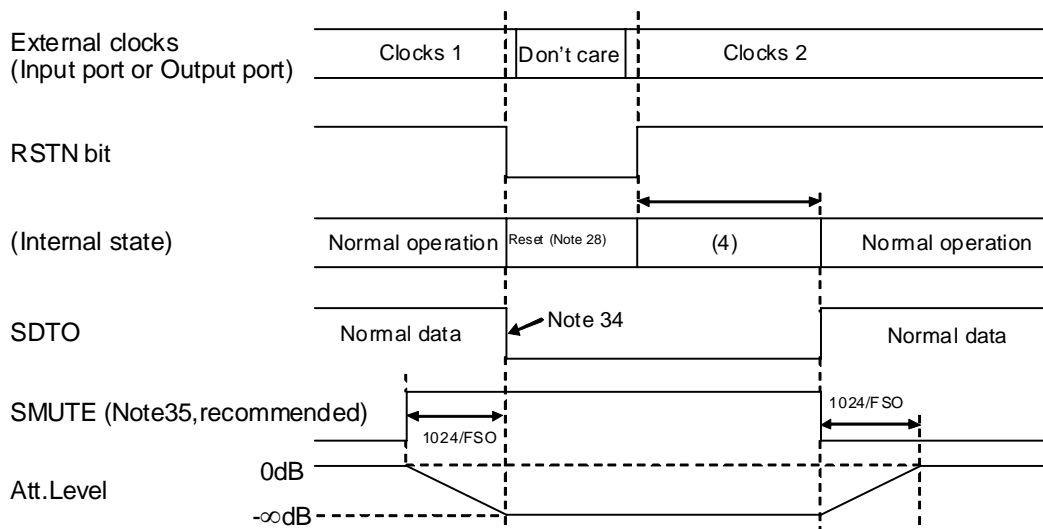 External clocks
(Input port or Output port)
Clocks 1
Don't care
Clocks 2
RSTN bit
(Internal state)
Normal operation
Reset (Note 28)
(4)
Normal operation
SDTO
Normal data
Note 34
Normal data
SMUTE (Note35,recommended)
1024/FSO
1024/FSO
Att.Level
0dB
-∞dB